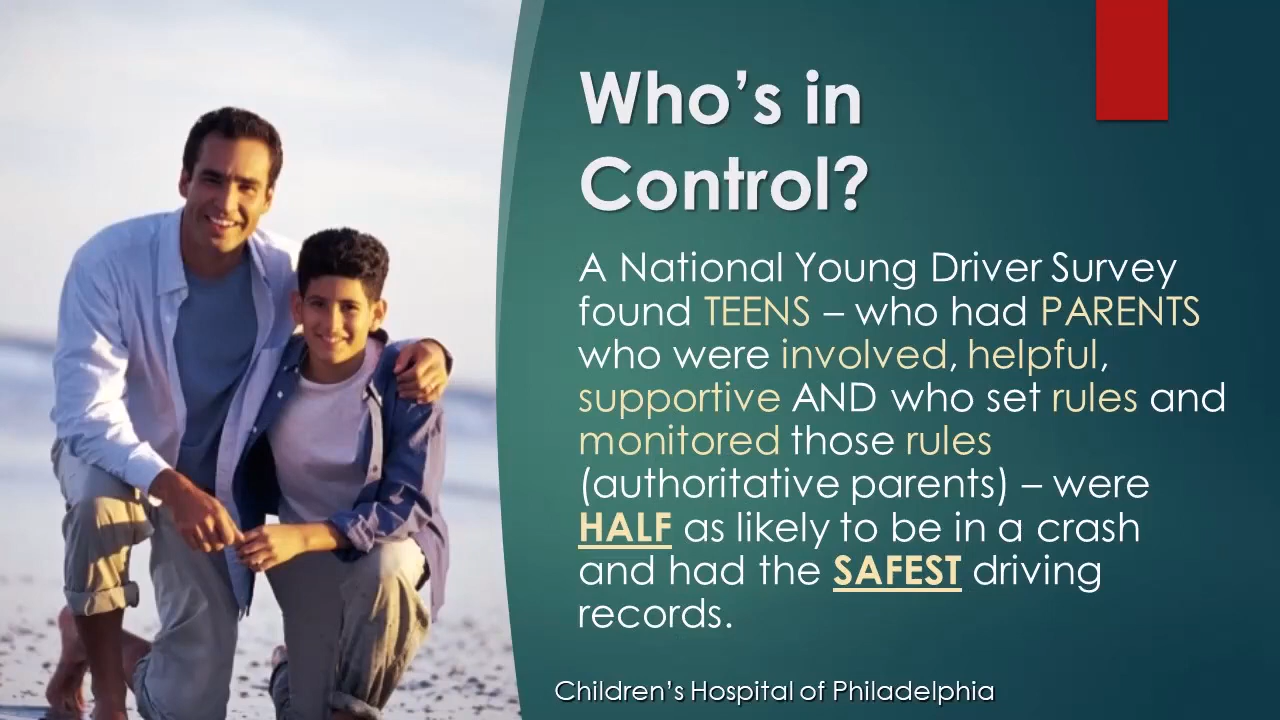 Who’s in
Control?
A National Young Driver Survey
found TEENS – who had PARENTS
who were involved, helpful,
supportive AND who set rules and
monitored those rules
(authoritative parents) – were
HALF as likely to be in a crash
and had the SAFEST driving
records.
Children’s Hospital of Philadelphia